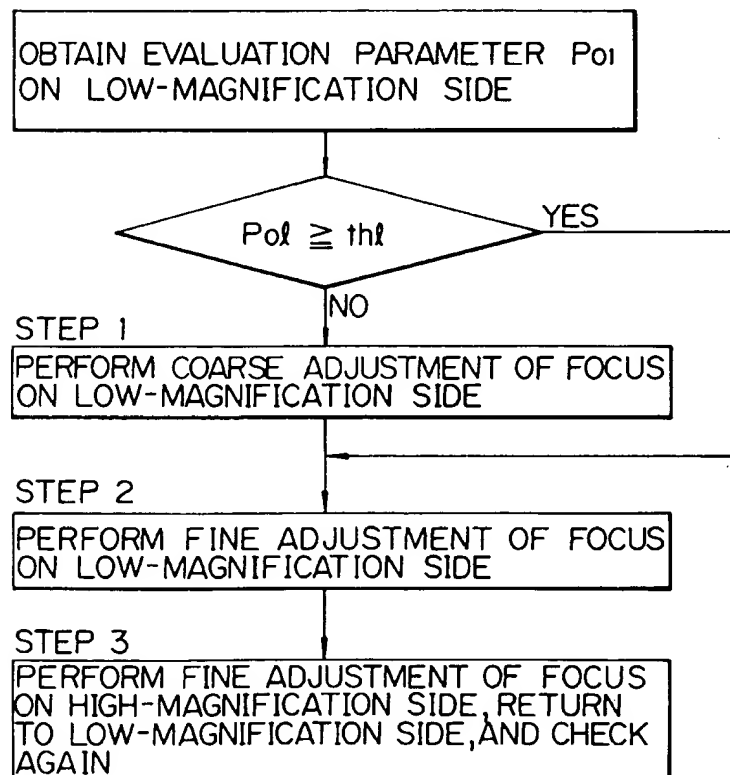 OBTAIN EVALUATION PARAMETER Pol
ON LOW-MAGNIFICATION SIDE
Poℓ ≧ thℓ
YES
NO
STEP 1
PERFORM COARSE ADJUSTMENT OF FOCUS
ON LOW-MAGNIFICATION SIDE
STEP 2
PERFORM FINE ADJUSTMENT OF FOCUS
ON LOW-MAGNIFICATION SIDE
STEP 3
PERFORM FINE ADJUSTMENT OF FOCUS
ON HIGH-MAGNIFICATION SIDE, RETURN
TO LOW-MAGNIFICATION SIDE, AND CHECK
AGAIN